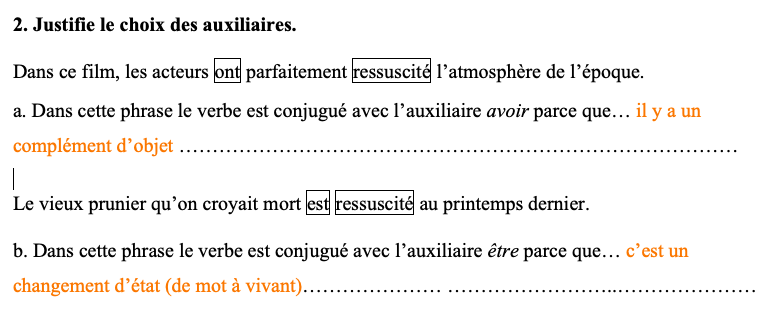 2. Justifie le choix des auxiliaires.
Dans ce film, les acteurs ont parfaitement ressuscité l’atmosphère de l’époque.
a. Dans cette phrase le verbe est conjugué avec l’auxiliaire avoir parce que… il y a un
complément d’objet ……………………………………………………………………………
Le vieux prunier qu’on croyait mort est ressuscité au printemps dernier.
b. Dans cette phrase le verbe est conjugué avec l’auxiliaire être parce que… c’est un
changement d’état (de mot à vivant)………………… ……………………..…………………